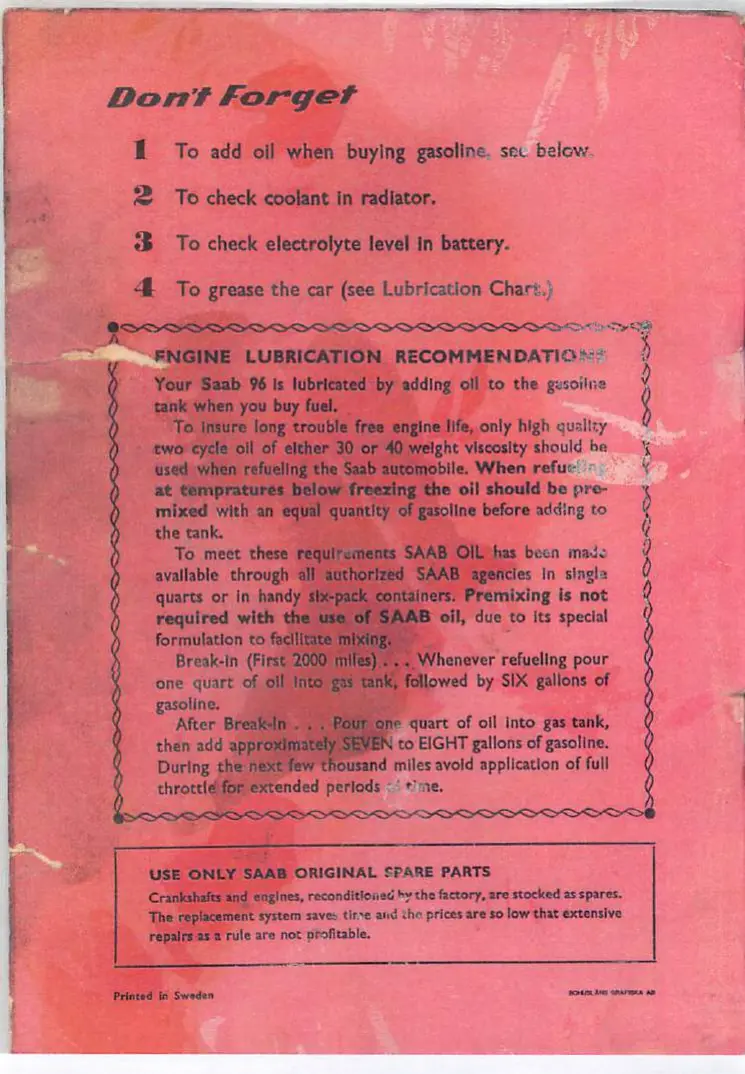 Don't Forget
1 To add oil when buying gasoline, see below.
2 To check coolant in radiator.
3 To check electrolyte level in battery.
4 To grease the car (see Lubrication Chart.)
ENGINE LUBRICATION RECOMMENDATIONS
Your Saab 96 is lubricated by adding oil to the gasoline
tank when you buy fuel.
To insure long trouble free engine life, only high quality
two cycle oil of either 30 or 40 weight viscosity should be
used when refueling the Saab automobile. When refueling
at tempratures below freezing the oil should be pre-
mixed with an equal quantity of gasoline before adding to
the tank.
To meet these requirements SAAB OIL has been made
available through all authorized SAAB agencies in single
quarts or in handy six-pack containers. Premixing is not
required with the use of SAAB oil, due to its special
formulation to facilitate mixing.
Break-in (First 2000 miles) . . . Whenever refueling pour
one quart of oil into gas tank, followed by SIX gallons of
gasoline.
After Break-in . . . Pour one quart of oil into gas tank,
then add approximately SEVEN to EIGHT gallons of gasoline.
During the next few thousand miles avoid application of full
throttle for extended periods of time.
USE ONLY SAAB ORIGINAL SPARE PARTS
Crankshafts and engines, reconditioned by the factory, are stocked as spares.
The replacement system saves time and the prices are so low that extensive
repairs as a rule are not profitable.
Printed in Sweden
BOHUSLÄNS GRAFISKA AB